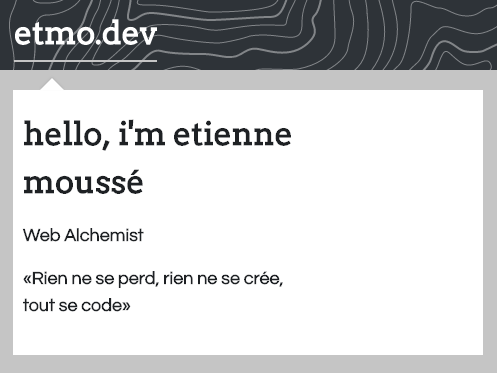 etmo.dev
hello, i'm etienne
moussé
Web Alchemist
«Rien ne se perd, rien ne se crée,
tout se code»